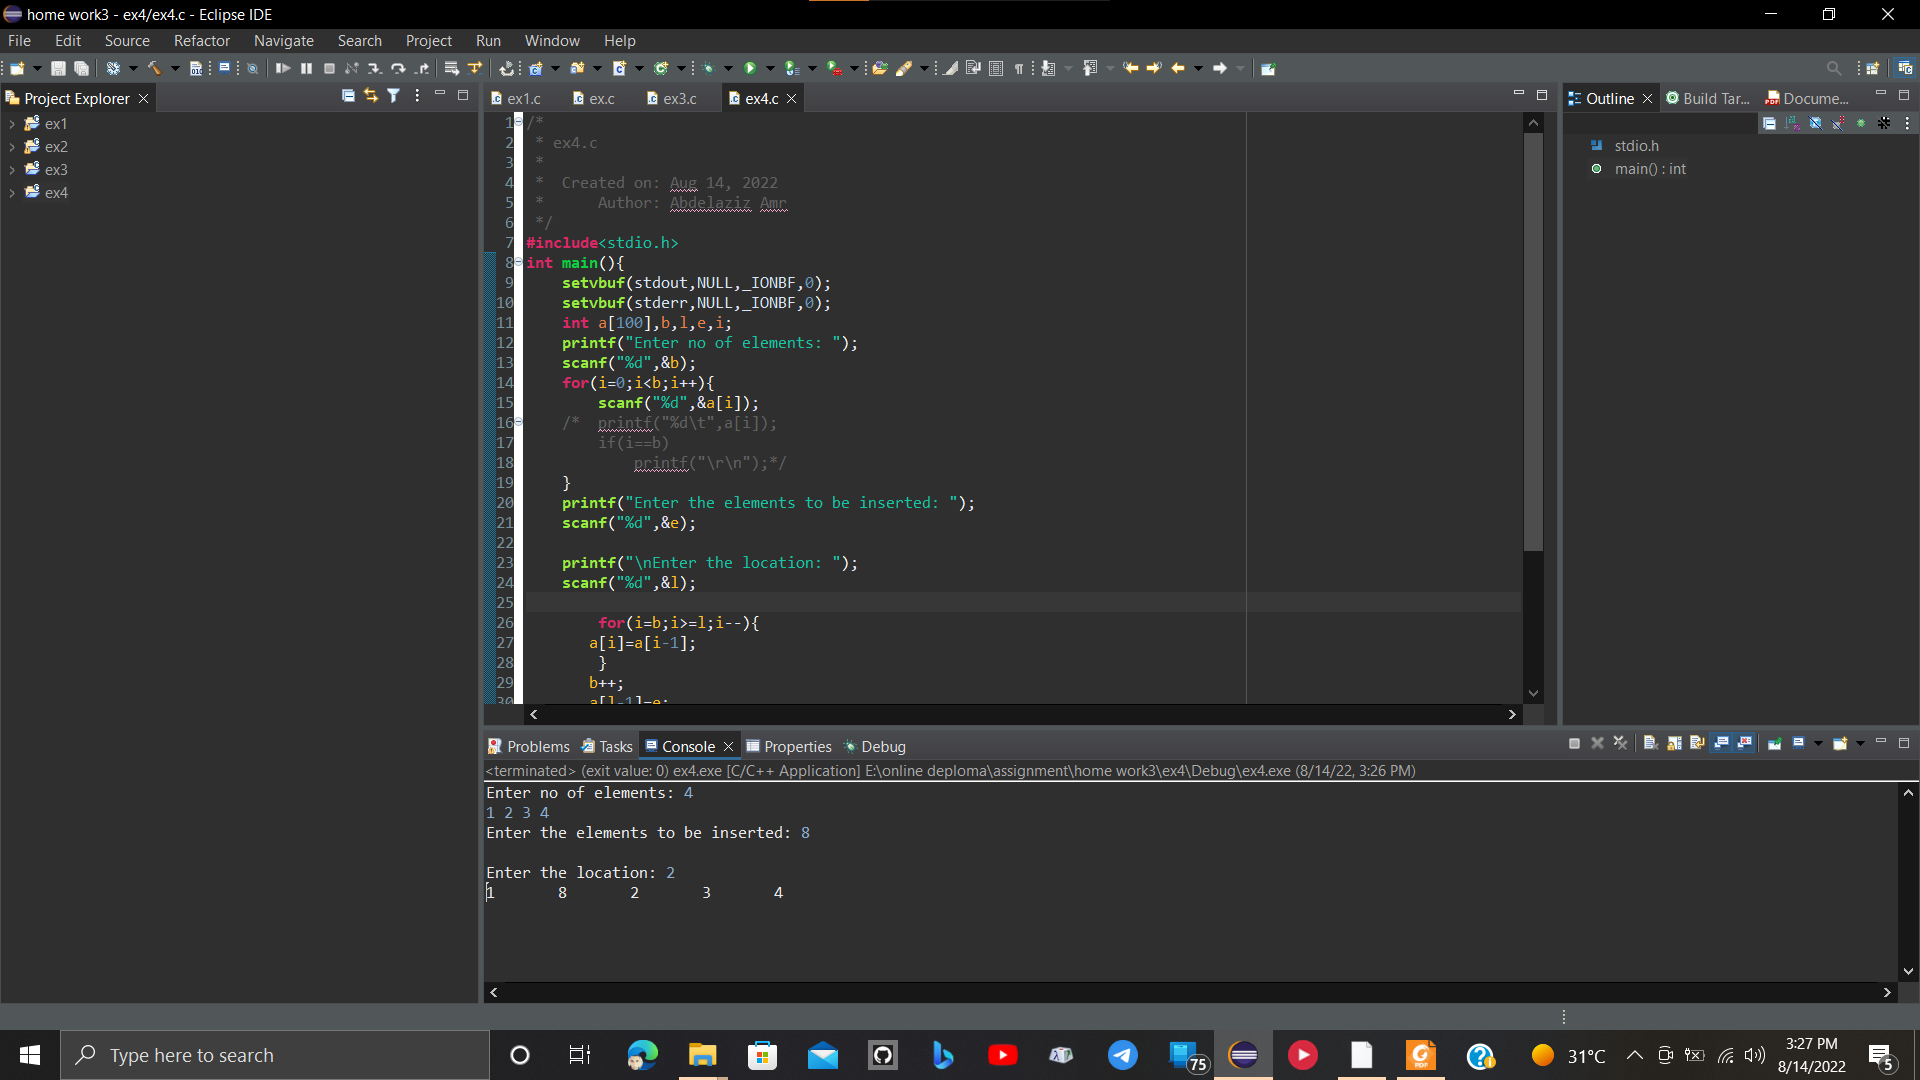 home work3 - ex4/ex4.c - Eclipse IDE
File Edit Source Refactor Navigate Search Project Run Window Help
Project Explorer
ex1
ex2
ex3
ex4
ex1.c ex.c ex3.c ex4.c
1 /*
2 * ex4.c
3 *
4 * Created on: Aug 14, 2022
5 * Author: Abdelaziz Amr
6 */
7 #include<stdio.h>
8 int main(){
9 setvbuf(stdout,NULL,_IONBF,0);
10 setvbuf(stderr,NULL,_IONBF,0);
11 int a[100],b,l,e,i;
12 printf("Enter no of elements: ");
13 scanf("%d",&b);
14 for(i=0;i<b;i++){
15 scanf("%d",&a[i]);
16 /* printf("%d\t",a[i]);
17 if(i==b)
18 printf("\r\n");*/
19 }
20 printf("Enter the elements to be inserted: ");
21 scanf("%d",&e);
22
23 printf("\nEnter the location: ");
24 scanf("%d",&l);
25
26 for(i=b;i>=l;i--){
27 a[i]=a[i-1];
28 }
29 b++;
30 a[l-1]=e;
Outline Build Tar... Docume...
stdio.h
main() : int
Problems Tasks Console Properties Debug
<terminated> (exit value: 0) ex4.exe [C/C++ Application] E:\online deploma\assignment\home work3\ex4\Debug\ex4.exe (8/14/22, 3:26 PM)
Enter no of elements: 4
1 2 3 4
Enter the elements to be inserted: 8
Enter the location: 2
1 8 2 3 4
Type here to search
75
31°C
3:27 PM
8/14/2022
5